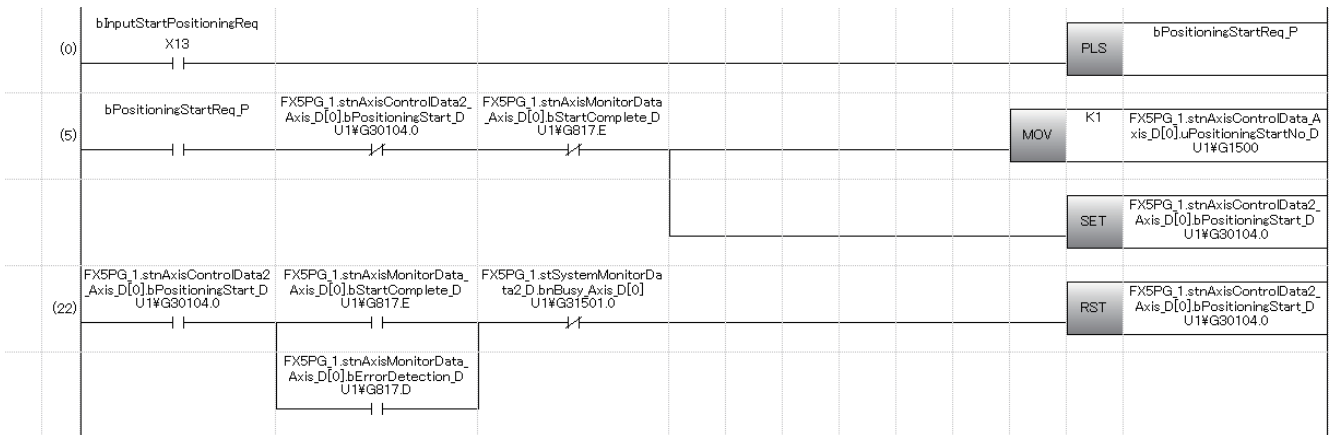 bInputStartPositioningReq
X13
(0)
PLS
bPositioningStartReq_P
(5)
bPositioningStartReq_P
FX5PG_1.stnAxisControlData2_
Axis_D[0].bPositioningStart_D
U1¥G30104.0
FX5PG_1.stnAxisMonitorData
_Axis_D[0].bStartComplete_D
U1¥G817.E
MOV
K1
FX5PG_1.stnAxisControlData_A
xis_D[0].uPositioningStartNo_D
U1¥G1500
SET
FX5PG_1.stnAxisControlData2_
Axis_D[0].bPositioningStart_D
U1¥G30104.0
(22)
FX5PG_1.stnAxisControlData2
_Axis_D[0].bPositioningStart_D
U1¥G30104.0
FX5PG_1.stnAxisMonitorData_
Axis_D[0].bStartComplete_D
U1¥G817.E
FX5PG_1.stSystemMonitorDa
ta2_D.bnBusy_Axis_D[0]
U1¥G31501.0
RST
FX5PG_1.stnAxisControlData2_
Axis_D[0].bPositioningStart_D
U1¥G30104.0
FX5PG_1.stnAxisMonitorData_
Axis_D[0].bErrorDetection_D
U1¥G817.D